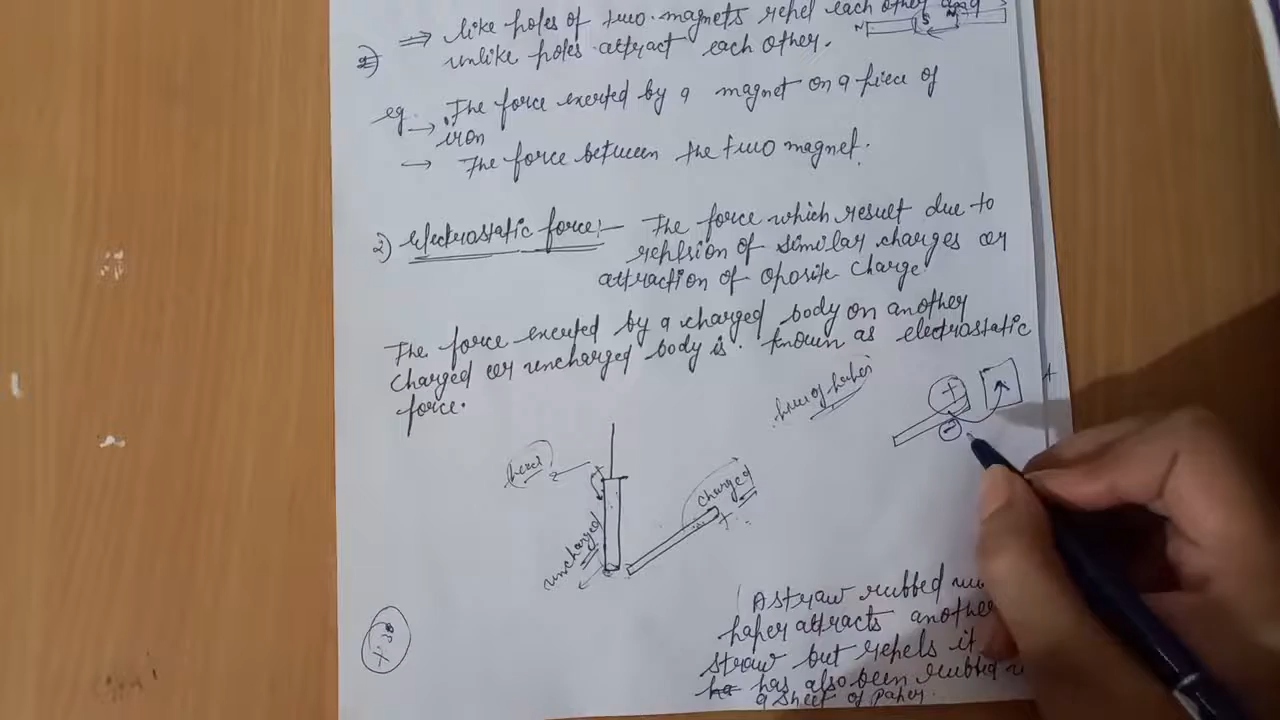 ⇒ like poles of two magnets repel each other and
unlike poles attract each other.
N S N S
eg. → The force exerted by a magnet on a piece of
iron
→ The force between the two magnet.
2) Electrostatic force:- The force which result due to
replsion of similar charges or
attraction of oposite charge
The force exerted by a charged body on another
charged or uncharged body is known as electrostatic
force.
+
-
+
uncharged
charged
+
A straw rubbed
paper attracts another
straw but repels it
has also been rubbed
a sheet of paper.